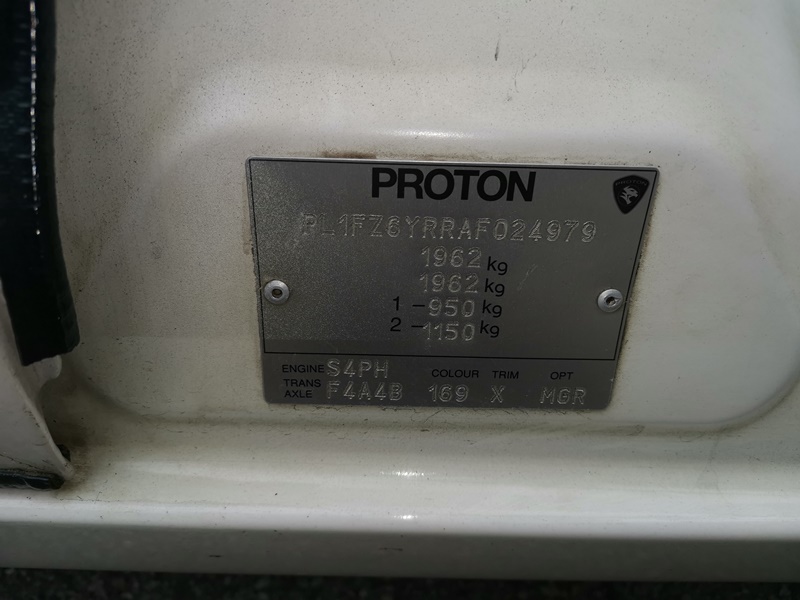 PROTON
PL1FZ6YRRAF024979
1962 kg
1962 kg
1 - 950 kg
2 - 1150 kg
ENGINE S4PH COLOUR TRIM OPT
TRANS AXLE F4A4B 169 X MGR